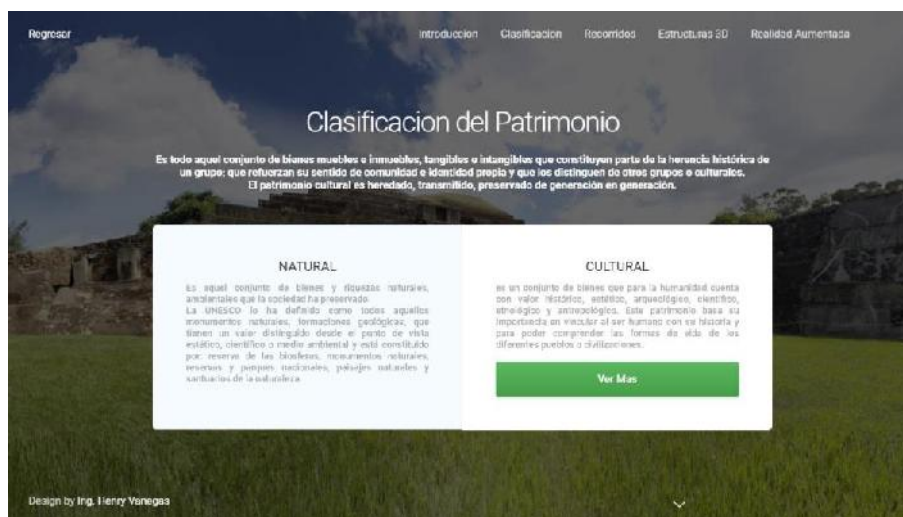 Regresar
Introduccion Clasificacion Recorridos Estructuras 3D Realidad Aumentada
Clasificacion del Patrimonio
Es todo aquel conjunto de bienes muebles e inmuebles, tangibles e intangibles que constituyen parte de la herencia histórica de
un grupo; que refuerzan su sentido de comunidad e identidad propia y que los distinguen de otros grupos o culturales.
El patrimonio cultural es heredado, transmitido, preservado de generación en generación.
NATURAL
Es aquel conjunto de bienes y riquezas naturales,
ambientales que la sociedad ha preservado.
La UNESCO lo ha definido como todos aquellos
monumentos naturales, formaciones geológicas, que
tienen un valor distinguido desde el punto de vista
estético, científico o medio ambiental y está constituido
por: reserva de las biosferas, monumentos naturales,
reservas y parques nacionales, paisajes naturales y
santuarios de la naturaleza.
CULTURAL
es un conjunto de bienes que para la humanidad cuenta
con valor histórico, estético, arqueológico, científico,
etnológico y antropológico. Este patrimonio basa su
importancia en vincular al ser humano con su historia y
para poder comprender las formas de vida de los
diferentes pueblos o civilizaciones.
Ver Mas
Design by Ing. Henry Vanegas